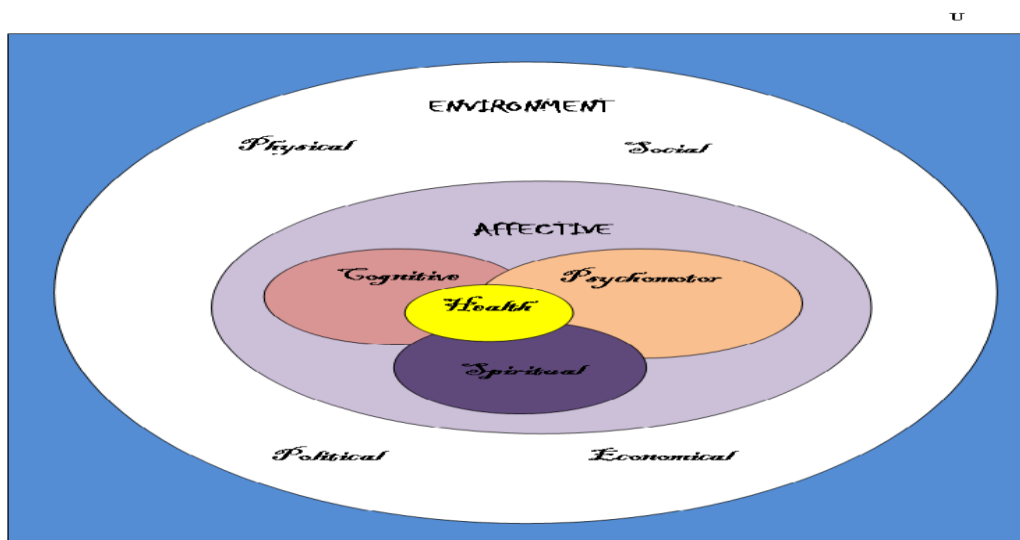 U
ENVIRONMENT
Physical
Social
AFFECTIVE
Cognitive
Psychomotor
Health
Spiritual
Political
Economical